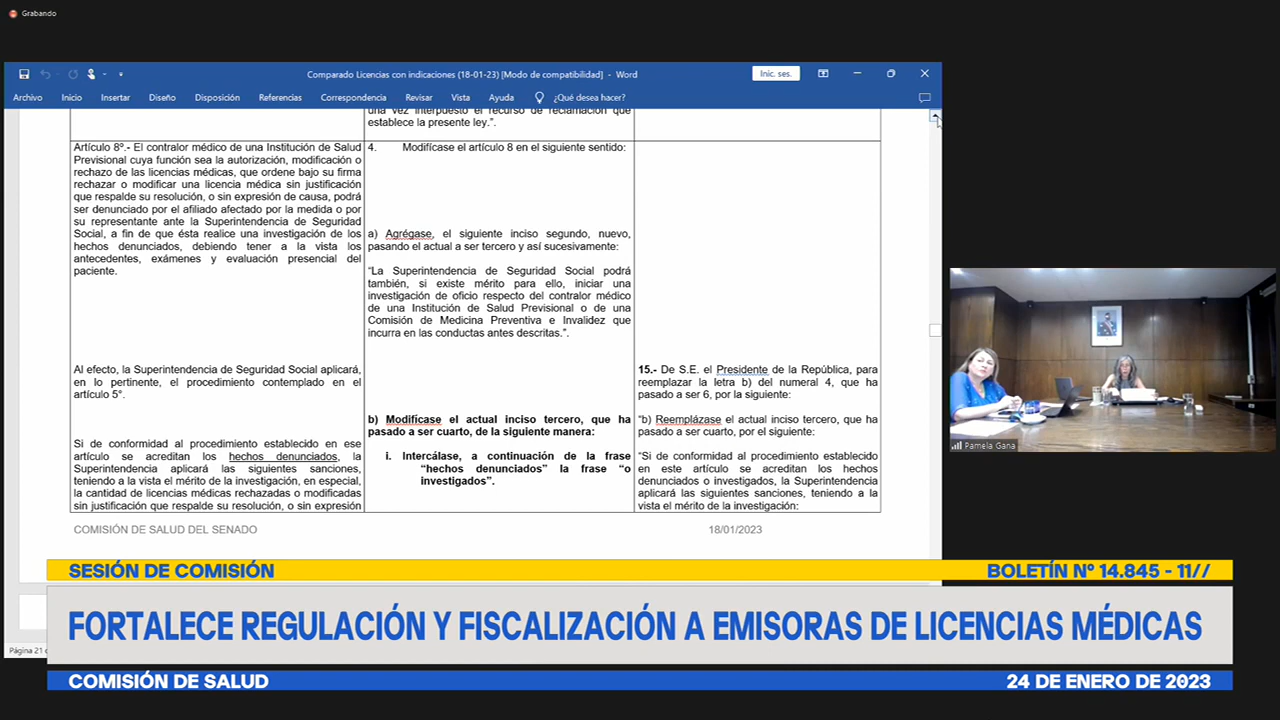 Grabando
Comparado Licencias con indicaciones (18-01-23) [Modo de compatibilidad] - Word
Inic. ses.
Archivo Inicio Insertar Diseño Disposición Referencias Correspondencia Revisar Vista Ayuda ¿Qué desea hacer?
una vez interpuesto el recurso de reclamación que
establece la presente ley.”.
Artículo 8º.- El contralor médico de una Institución de Salud
Previsional cuya función sea la autorización, modificación o
rechazo de las licencias médicas, que ordene bajo su firma
rechazar o modificar una licencia médica sin justificación
que respalde su resolución, o sin expresión de causa, podrá
ser denunciado por el afiliado afectado por la medida o por
su representante ante la Superintendencia de Seguridad
Social, a fin de que ésta realice una investigación de los
hechos denunciados, debiendo tener a la vista los
antecedentes, exámenes y evaluación presencial del
paciente.
Al efecto, la Superintendencia de Seguridad Social aplicará,
en lo pertinente, el procedimiento contemplado en el
artículo 5°.
Si de conformidad al procedimiento establecido en ese
artículo se acreditan los hechos denunciados, la
Superintendencia aplicará las siguientes sanciones,
teniendo a la vista el mérito de la investigación, en especial,
la cantidad de licencias médicas rechazadas o modificadas
sin justificación que respalde su resolución, o sin expresión
4. Modifícase el artículo 8 en el siguiente sentido:
a) Agrégase, el siguiente inciso segundo, nuevo,
pasando el actual a ser tercero y así sucesivamente:
“La Superintendencia de Seguridad Social podrá
también, si existe mérito para ello, iniciar una
investigación de oficio respecto del contralor médico
de una Institución de Salud Previsional o de una
Comisión de Medicina Preventiva e Invalidez que
incurra en las conductas antes descritas.”.
b) Modifícase el actual inciso tercero, que ha
pasado a ser cuarto, de la siguiente manera:
i. Intercálase, a continuación de la frase
“hechos denunciados” la frase “o
investigados”.
15.- De S.E. el Presidente de la República, para
reemplazar la letra b) del numeral 4, que ha
pasado a ser 6, por la siguiente:
“b) Reemplázase el actual inciso tercero, que ha
pasado a ser cuarto, por el siguiente:
“Si de conformidad al procedimiento establecido
en este artículo se acreditan los hechos
denunciados o investigados, la Superintendencia
aplicará las siguientes sanciones, teniendo a la
vista el mérito de la investigación:
COMISIÓN DE SALUD DEL SENADO 18/01/2023
Página 21
Pamela Gana
SESIÓN DE COMISIÓN BOLETÍN Nº 14.845 - 11//
FORTALECE REGULACIÓN Y FISCALIZACIÓN A EMISORAS DE LICENCIAS MÉDICAS
COMISIÓN DE SALUD 24 DE ENERO DE 2023